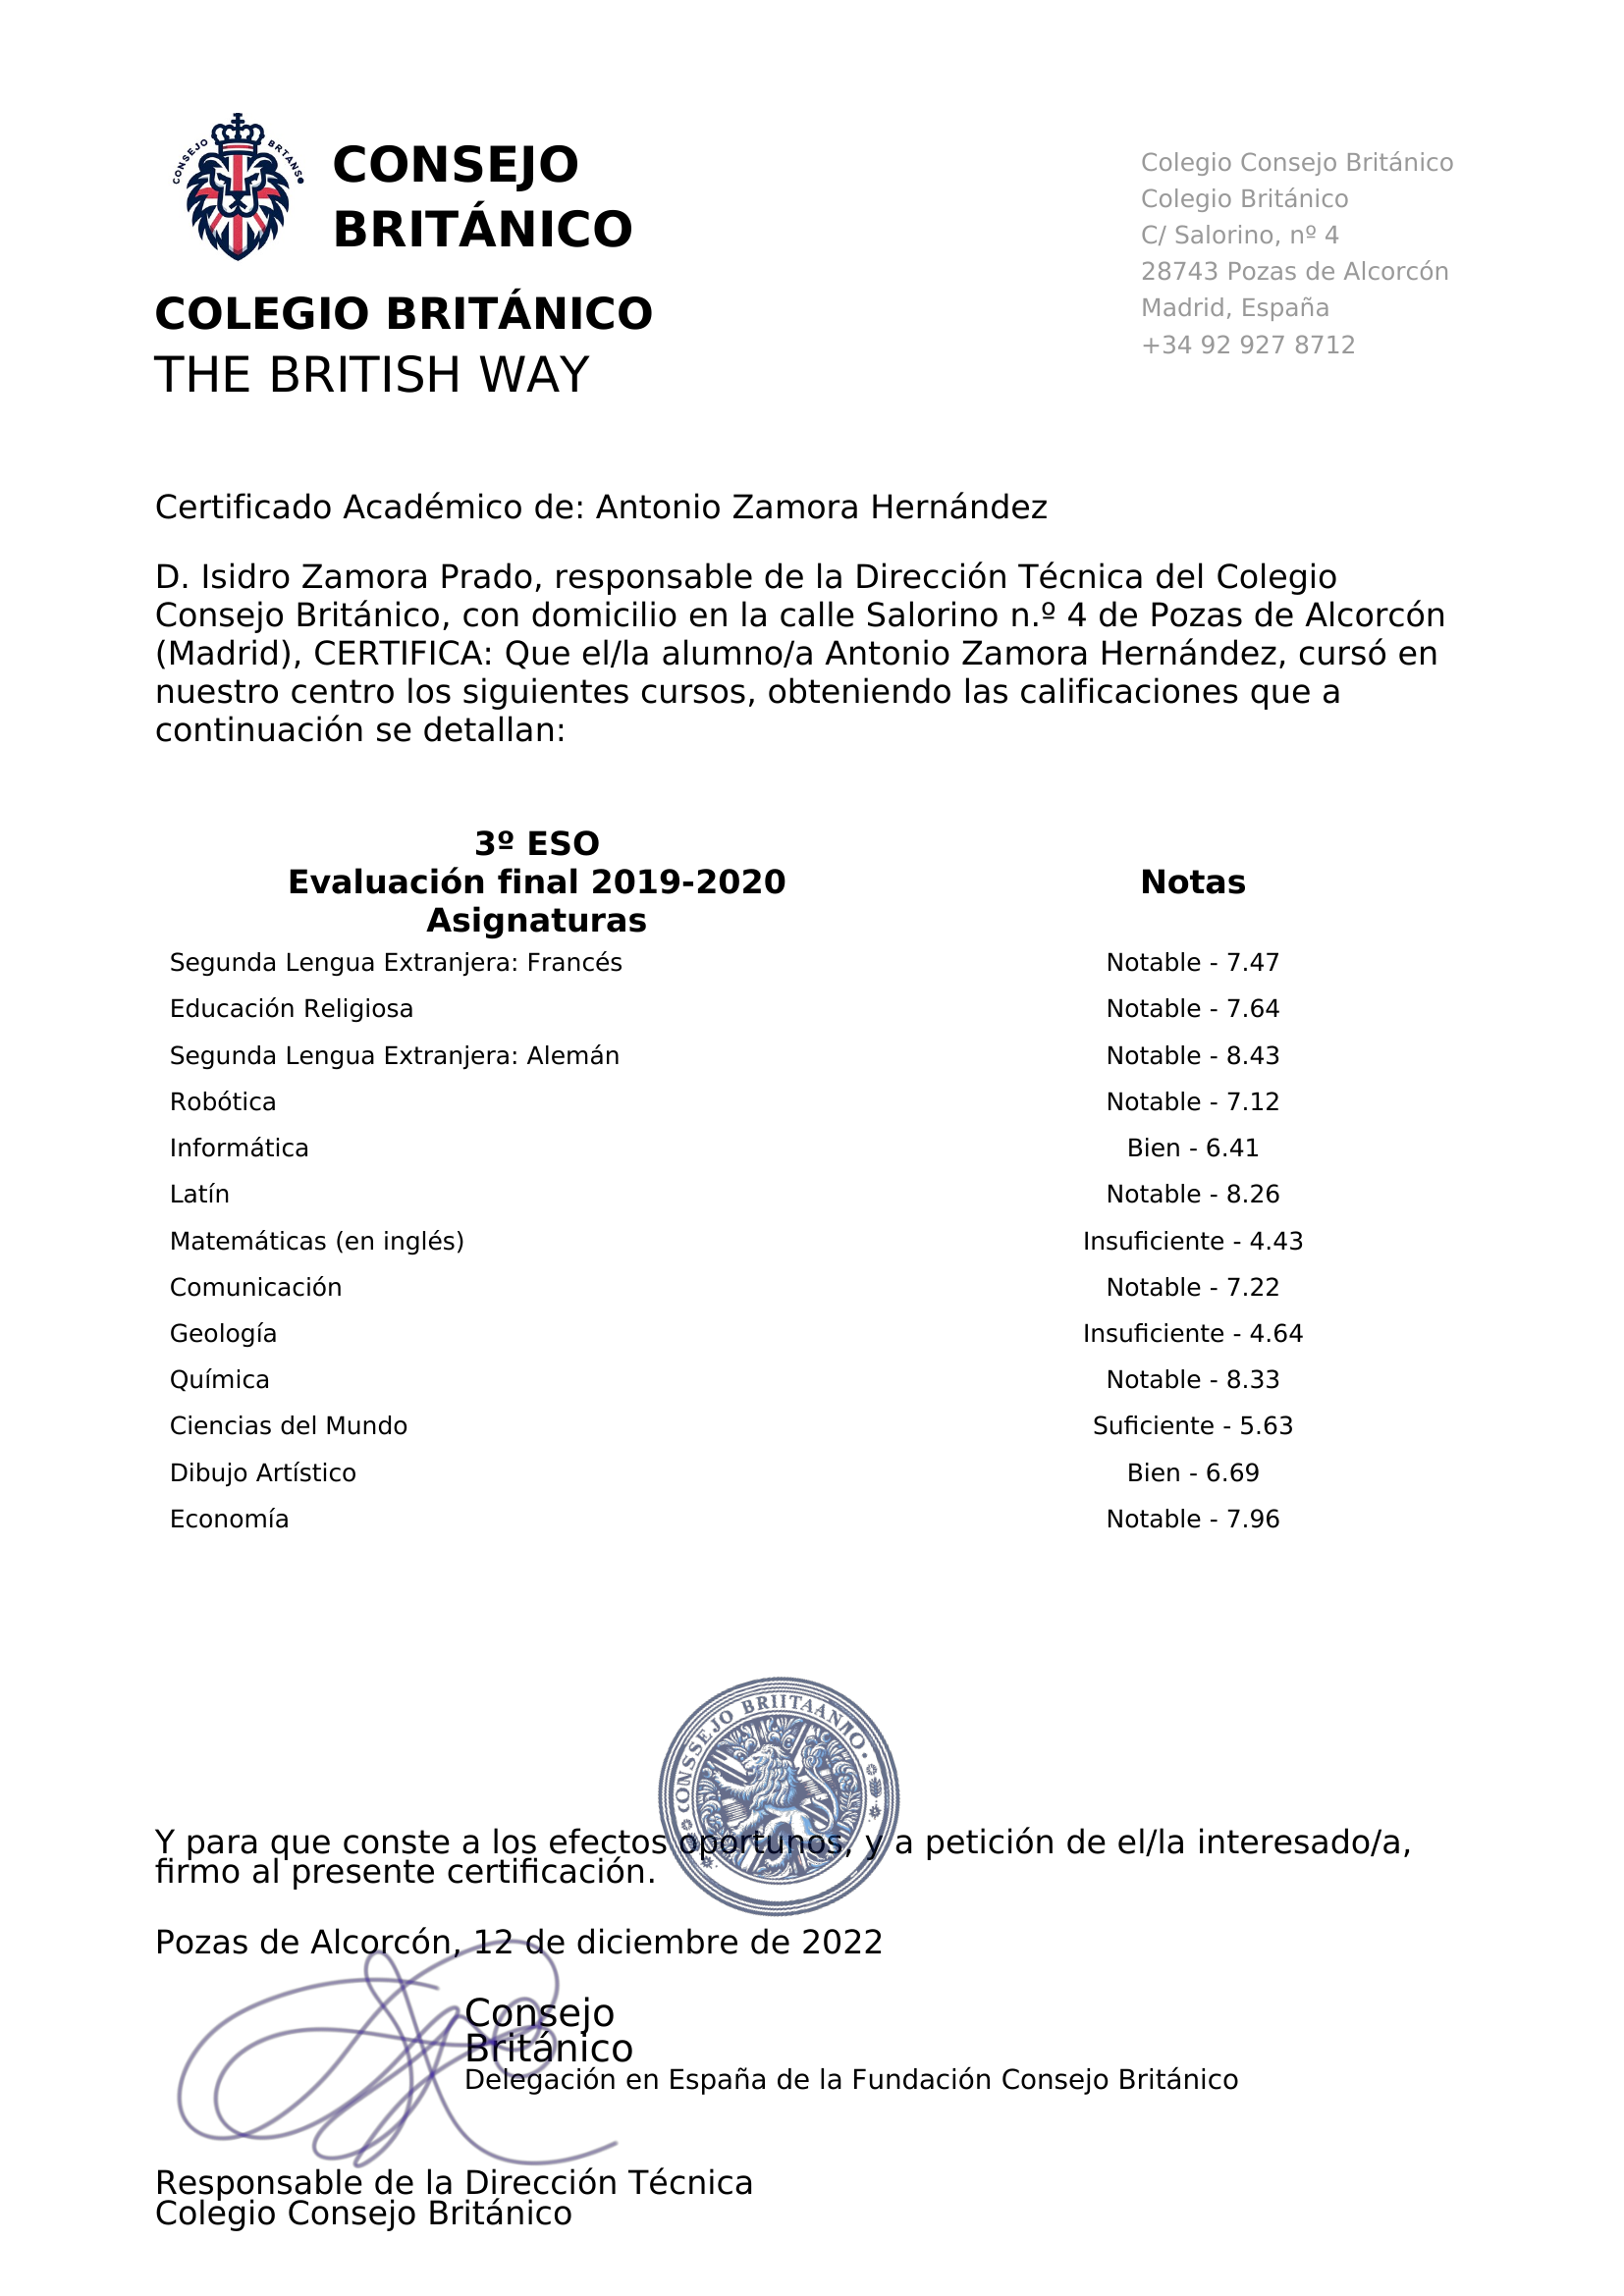 CONSEJO BRTANS
CONSEJO
BRITÁNICO
COLEGIO BRITÁNICO
THE BRITISH WAY
Colegio Consejo Británico
Colegio Británico
C/ Salorino, nº 4
28743 Pozas de Alcorcón
Madrid, España
+34 92 927 8712
Certificado Académico de: Antonio Zamora Hernández
D. Isidro Zamora Prado, responsable de la Dirección Técnica del Colegio
Consejo Británico, con domicilio en la calle Salorino n.º 4 de Pozas de Alcorcón
(Madrid), CERTIFICA: Que el/la alumno/a Antonio Zamora Hernández, cursó en
nuestro centro los siguientes cursos, obteniendo las calificaciones que a
continuación se detallan:
3º ESO
Evaluación final 2019-2020 Notas
Asignaturas
Segunda Lengua Extranjera: Francés Notable - 7.47
Educación Religiosa Notable - 7.64
Segunda Lengua Extranjera: Alemán Notable - 8.43
Robótica Notable - 7.12
Informática Bien - 6.41
Latín Notable - 8.26
Matemáticas (en inglés) Insuficiente - 4.43
Comunicación Notable - 7.22
Geología Insuficiente - 4.64
Química Notable - 8.33
Ciencias del Mundo Suficiente - 5.63
Dibujo Artístico Bien - 6.69
Economía Notable - 7.96
CONSSEJO
Y para que conste a los efectos oportunos, y a petición de el/la interesado/a,
firmo al presente certificación.
Pozas de Alcorcón, 12 de diciembre de 2022
Consejo
Británico
Delegación en España de la Fundación Consejo Británico
Responsable de la Dirección Técnica
Colegio Consejo Británico